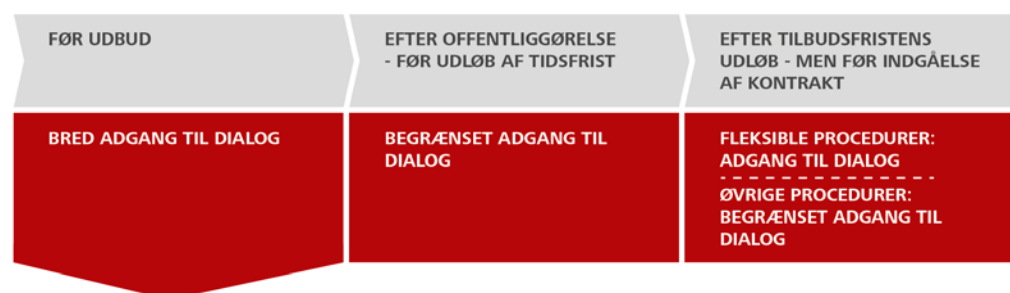 FØR UDBUD
EFTER OFFENTLIGGØRELSE
- FØR UDLØB AF TIDSFRIST
EFTER TILBUDSFRISTENS
UDLØB - MEN FØR INDGÅELSE
AF KONTRAKT
BRED ADGANG TIL DIALOG
BEGRÆNSET ADGANG TIL
DIALOG
FLEKSIBLE PROCEDURER:
ADGANG TIL DIALOG
ØVRIGE PROCEDURER:
BEGRÆNSET ADGANG TIL
DIALOG